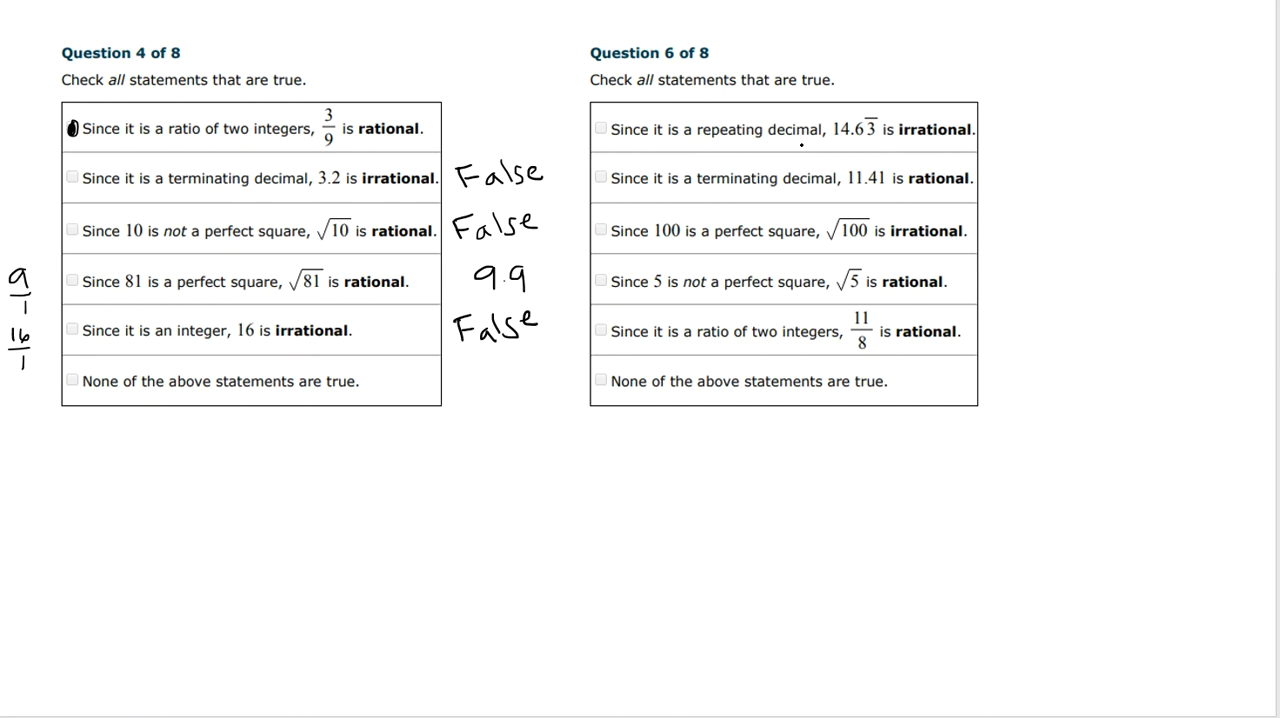 Question 4 of 8
Check all statements that are true.
Since it is a ratio of two integers, 3/9 is rational.
Since it is a terminating decimal, 3.2 is irrational. False
Since 10 is not a perfect square, √10 is rational. False
9/1 Since 81 is a perfect square, √81 is rational. 9.9
16/1 Since it is an integer, 16 is irrational. False
None of the above statements are true.
Question 6 of 8
Check all statements that are true.
Since it is a repeating decimal, 14.63̅ is irrational.
Since it is a terminating decimal, 11.41 is rational.
Since 100 is a perfect square, √100 is irrational.
Since 5 is not a perfect square, √5 is rational.
Since it is a ratio of two integers, 11/8 is rational.
None of the above statements are true.